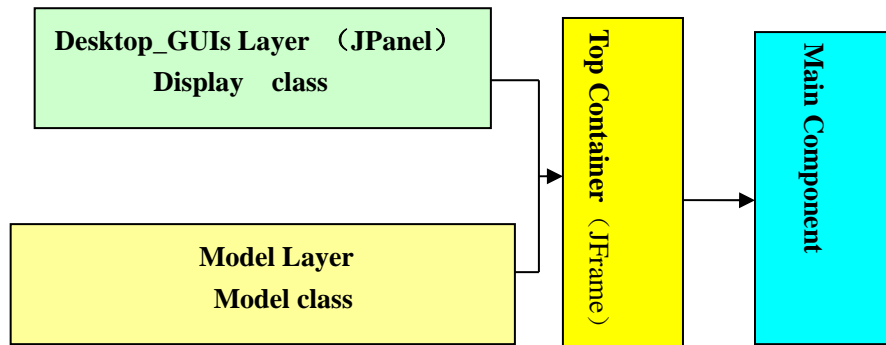 Desktop_GUIs Layer （JPanel）
Display class
Model Layer
Model class
Top Container （JFrame）
Main Component